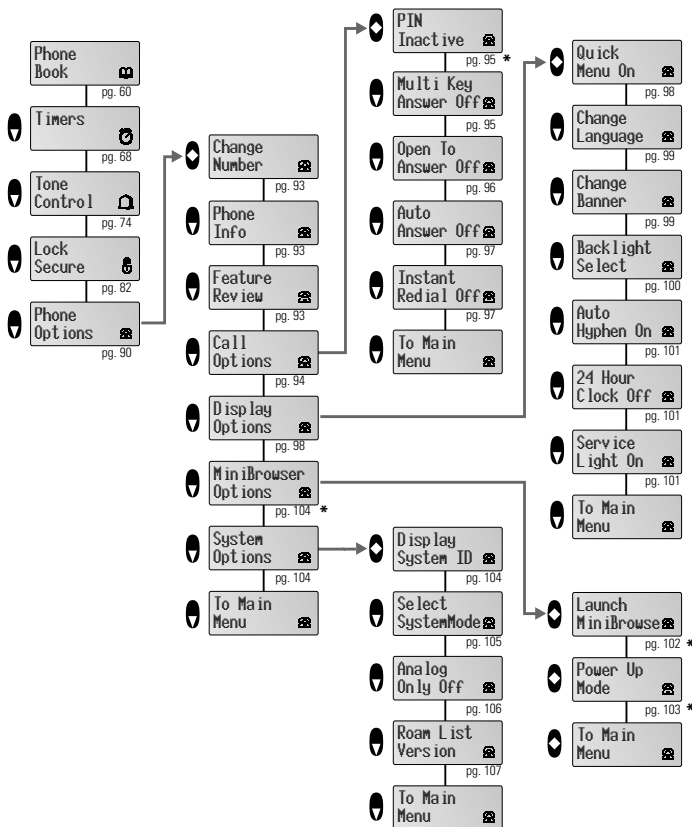 Phone
Book
pg. 60
Timers
pg. 68
Tone
Control
pg. 74
Lock
Secure
pg. 82
Phone
Options
pg. 90
Change
Number
pg. 93
Phone
Info
pg. 93
Feature
Review
pg. 93
Call
Options
pg. 94
Display
Options
pg. 98
MiniBrowser
Options
pg. 104 *
System
Options
pg. 104
To Main
Menu
PIN
Inactive
pg. 95 *
Multi Key
Answer Off
pg. 95
Open To
Answer Off
pg. 96
Auto
Answer Off
pg. 97
Instant
Redial Off
pg. 97
To Main
Menu
Display
System ID
pg. 104
Select
SystemMode
pg. 105
Analog
Only Off
pg. 106
Roam List
Version
pg. 107
To Main
Menu
Quick
Menu On
pg. 98
Change
Language
pg. 99
Change
Banner
pg. 99
Backlight
Select
pg. 100
Auto
Hyphen On
pg. 101
24 Hour
Clock Off
pg. 101
Service
Light On
pg. 101
To Main
Menu
Launch
MiniBrowse
pg. 102 *
Power Up
Mode
pg. 103 *
To Main
Menu